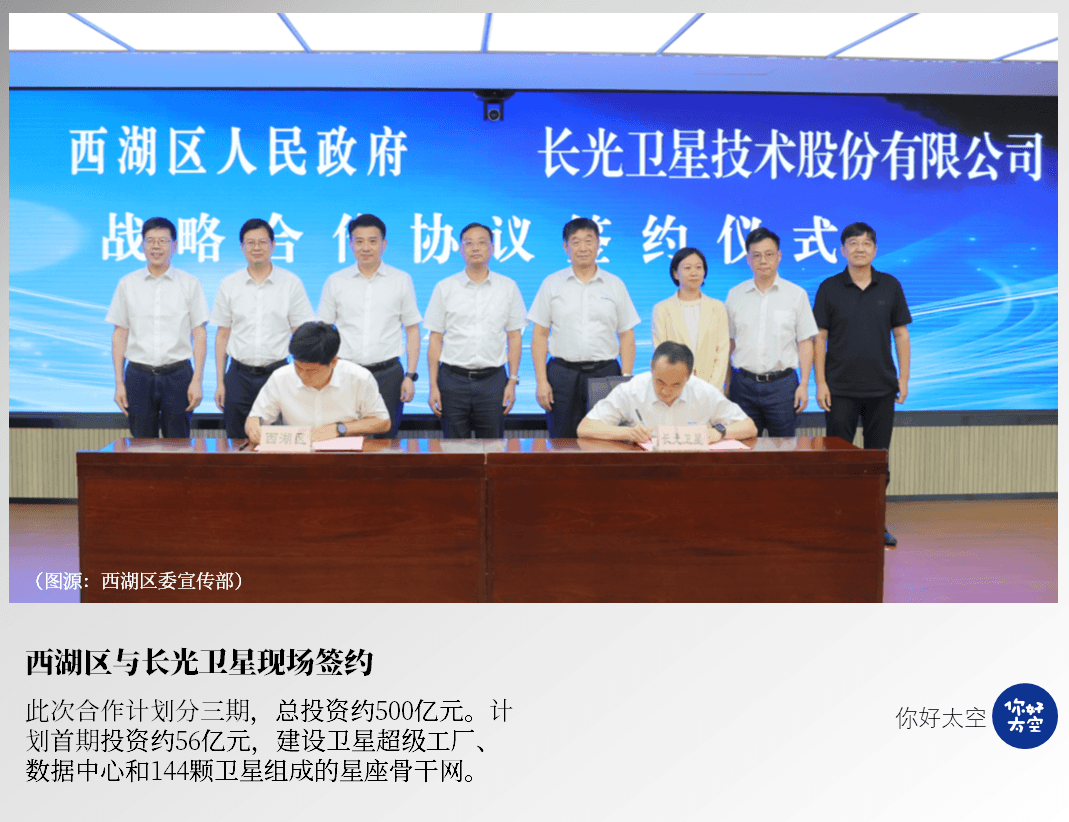 西湖区人民政府 长光卫星技术股份有限公司
战略合作协议签约仪式
西湖区
长光卫星
（图源：西湖区委宣传部）
西湖区与长光卫星现场签约
此次合作计划分三期，总投资约500亿元。计
划首期投资约56亿元，建设卫星超级工厂、
数据中心和144颗卫星组成的星座骨干网。
你好太空
你好
太空